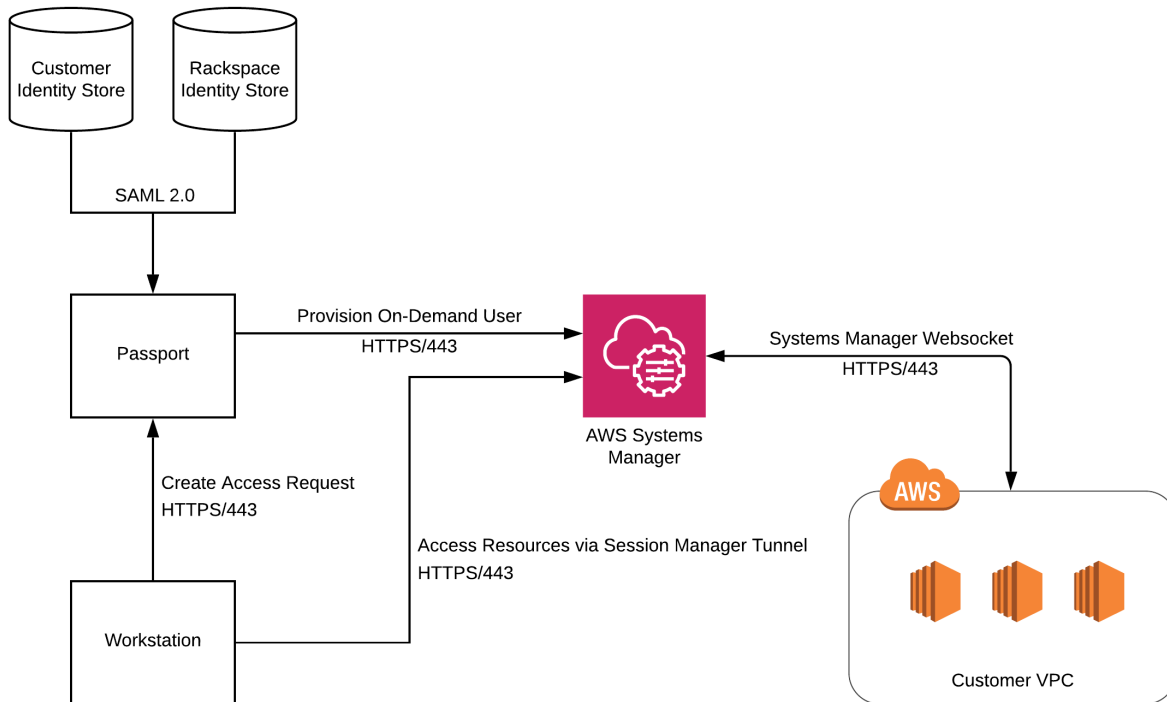 Customer
Identity Store
Rackspace
Identity Store
SAML 2.0
Passport
Provision On-Demand User
HTTPS/443
AWS Systems
Manager
Systems Manager Websocket
HTTPS/443
Create Access Request
HTTPS/443
Access Resources via Session Manager Tunnel
HTTPS/443
Workstation
AWS
Customer VPC